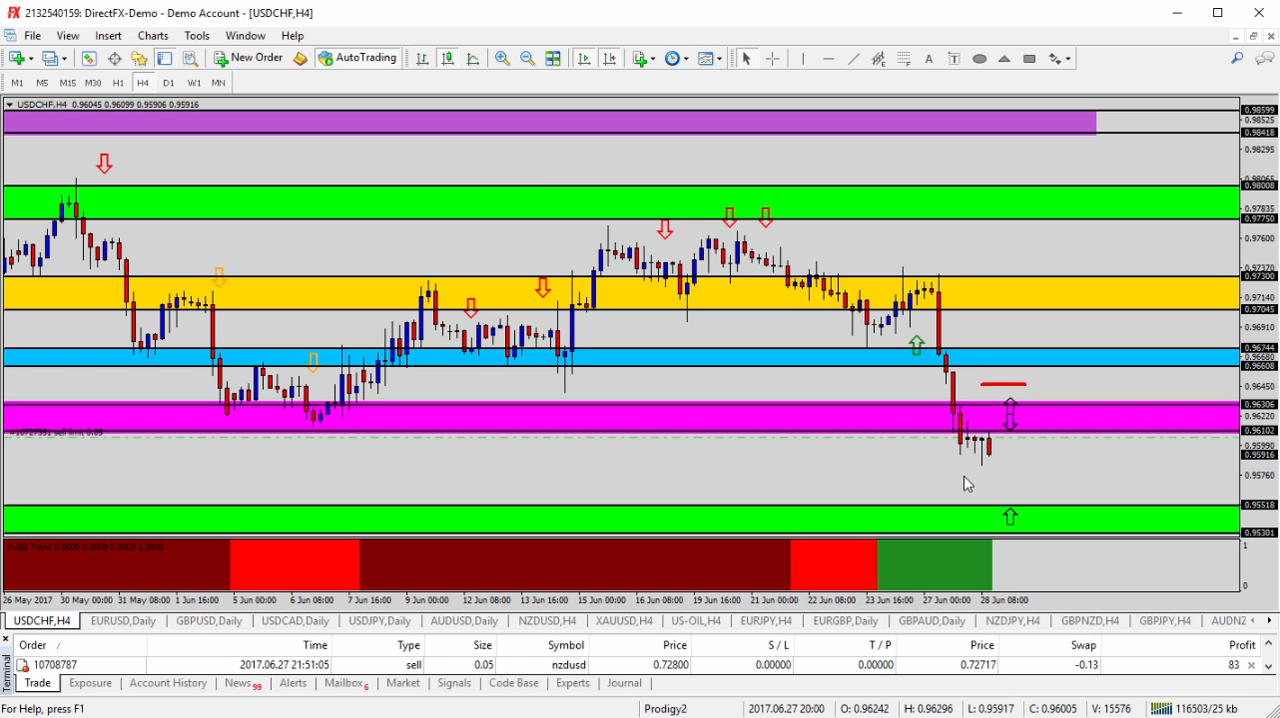 2132540159: DirectFX-Demo - Demo Account - [USDCHF,H4]
File View Insert Charts Tools Window Help
New Order AutoTrading
M1 M5 M15 M30 H1 H4 D1 W1 MN
USDCHF,H4 0.96045 0.96099 0.95906 0.95916
0.98599
0.98525
0.98418
0.98295
0.98065
0.98008
0.97835
0.97750
0.97600
0.97370
0.97300
0.97140
0.97045
0.96910
0.96744
0.96680
0.96608
0.96450
0.96306
0.96220
0.96102
0.95990
0.95916
0.95760
0.95518
0.95301
sell limit 0.05
1
0
26 May 2017 30 May 00:00 31 May 08:00 1 Jun 16:00 5 Jun 00:00 6 Jun 08:00 7 Jun 16:00 9 Jun 00:00 12 Jun 08:00 13 Jun 16:00 15 Jun 00:00 16 Jun 08:00 19 Jun 16:00 21 Jun 00:00 22 Jun 08:00 23 Jun 16:00 27 Jun 00:00 28 Jun 08:00
USDCHF,H4 EURUSD,Daily GBPUSD,Daily USDCAD,Daily USDJPY,Daily AUDUSD,Daily NZDUSD,H4 XAUUSD,H4 US-OIL,H4 EURJPY,H4 EURGBP,Daily GBPAUD,Daily NZDJPY,H4 GBPNZD,H4 GBPJPY,H4 AUDNZ
Order / Time Type Size Symbol Price S / L T / P Price Swap Profit
10708787 2017.06.27 21:51:05 sell 0.05 nzdusd 0.72800 0.00000 0.00000 0.72717 -0.13 83
Terminal
Trade Exposure Account History News 99 Alerts Mailbox 6 Market Signals Code Base Experts Journal
For Help, press F1 Prodigy2 2017.06.27 20:00 O: 0.96242 H: 0.96296 L: 0.95917 C: 0.96005 V: 15576 116503/25 kb